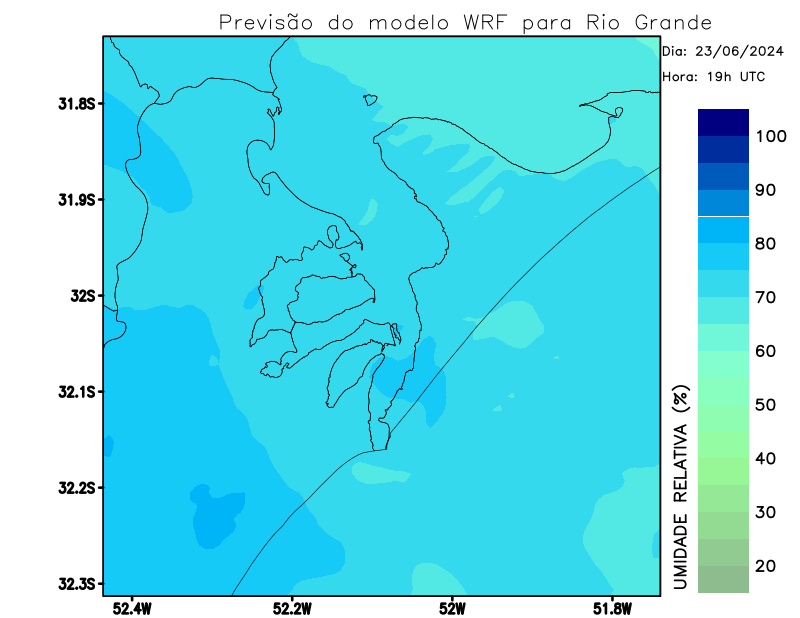 Previsão do modelo WRF para Rio Grande
Dia: 23/06/2024
Hora: 19h UTC
31.8S
31.9S
32S
32.1S
32.2S
32.3S
52.4W
52.2W
52W
51.8W
100
90
80
70
60
50
40
30
20
UMIDADE RELATIVA (%)